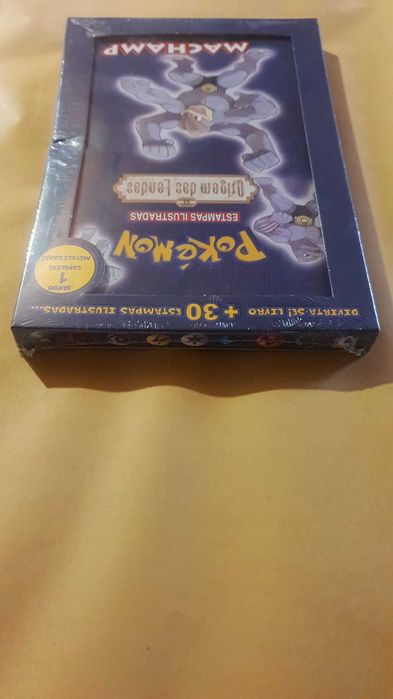 DIVIRTA SE! LIVRO + 30 ESTAMPAS ILUSTRADAS...
SENDO
1
ESPECIAL
METALIZADA!
POKÉMON
ESTAMPAS ILUSTRADAS
Origem das Lendas
MACHAMP